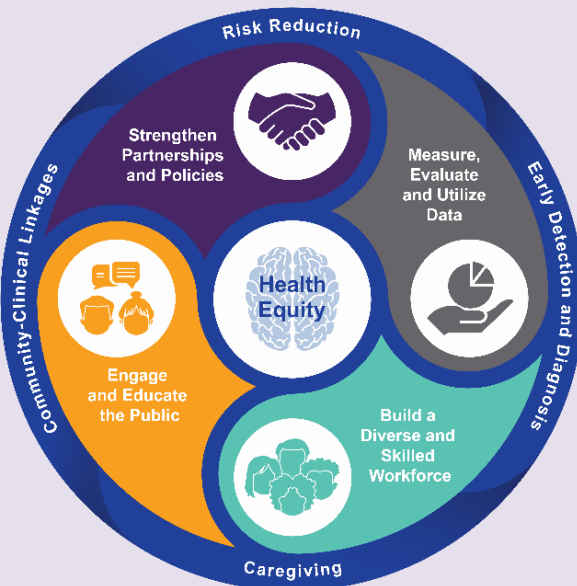 Risk Reduction
Strengthen
Partnerships
and Policies
Measure,
Evaluate
and Utilize
Data
Early Detection and Diagnosis
Community-Clinical Linkages
Health
Equity
Engage
and Educate
the Public
Build a
Diverse and
Skilled
Workforce
Caregiving